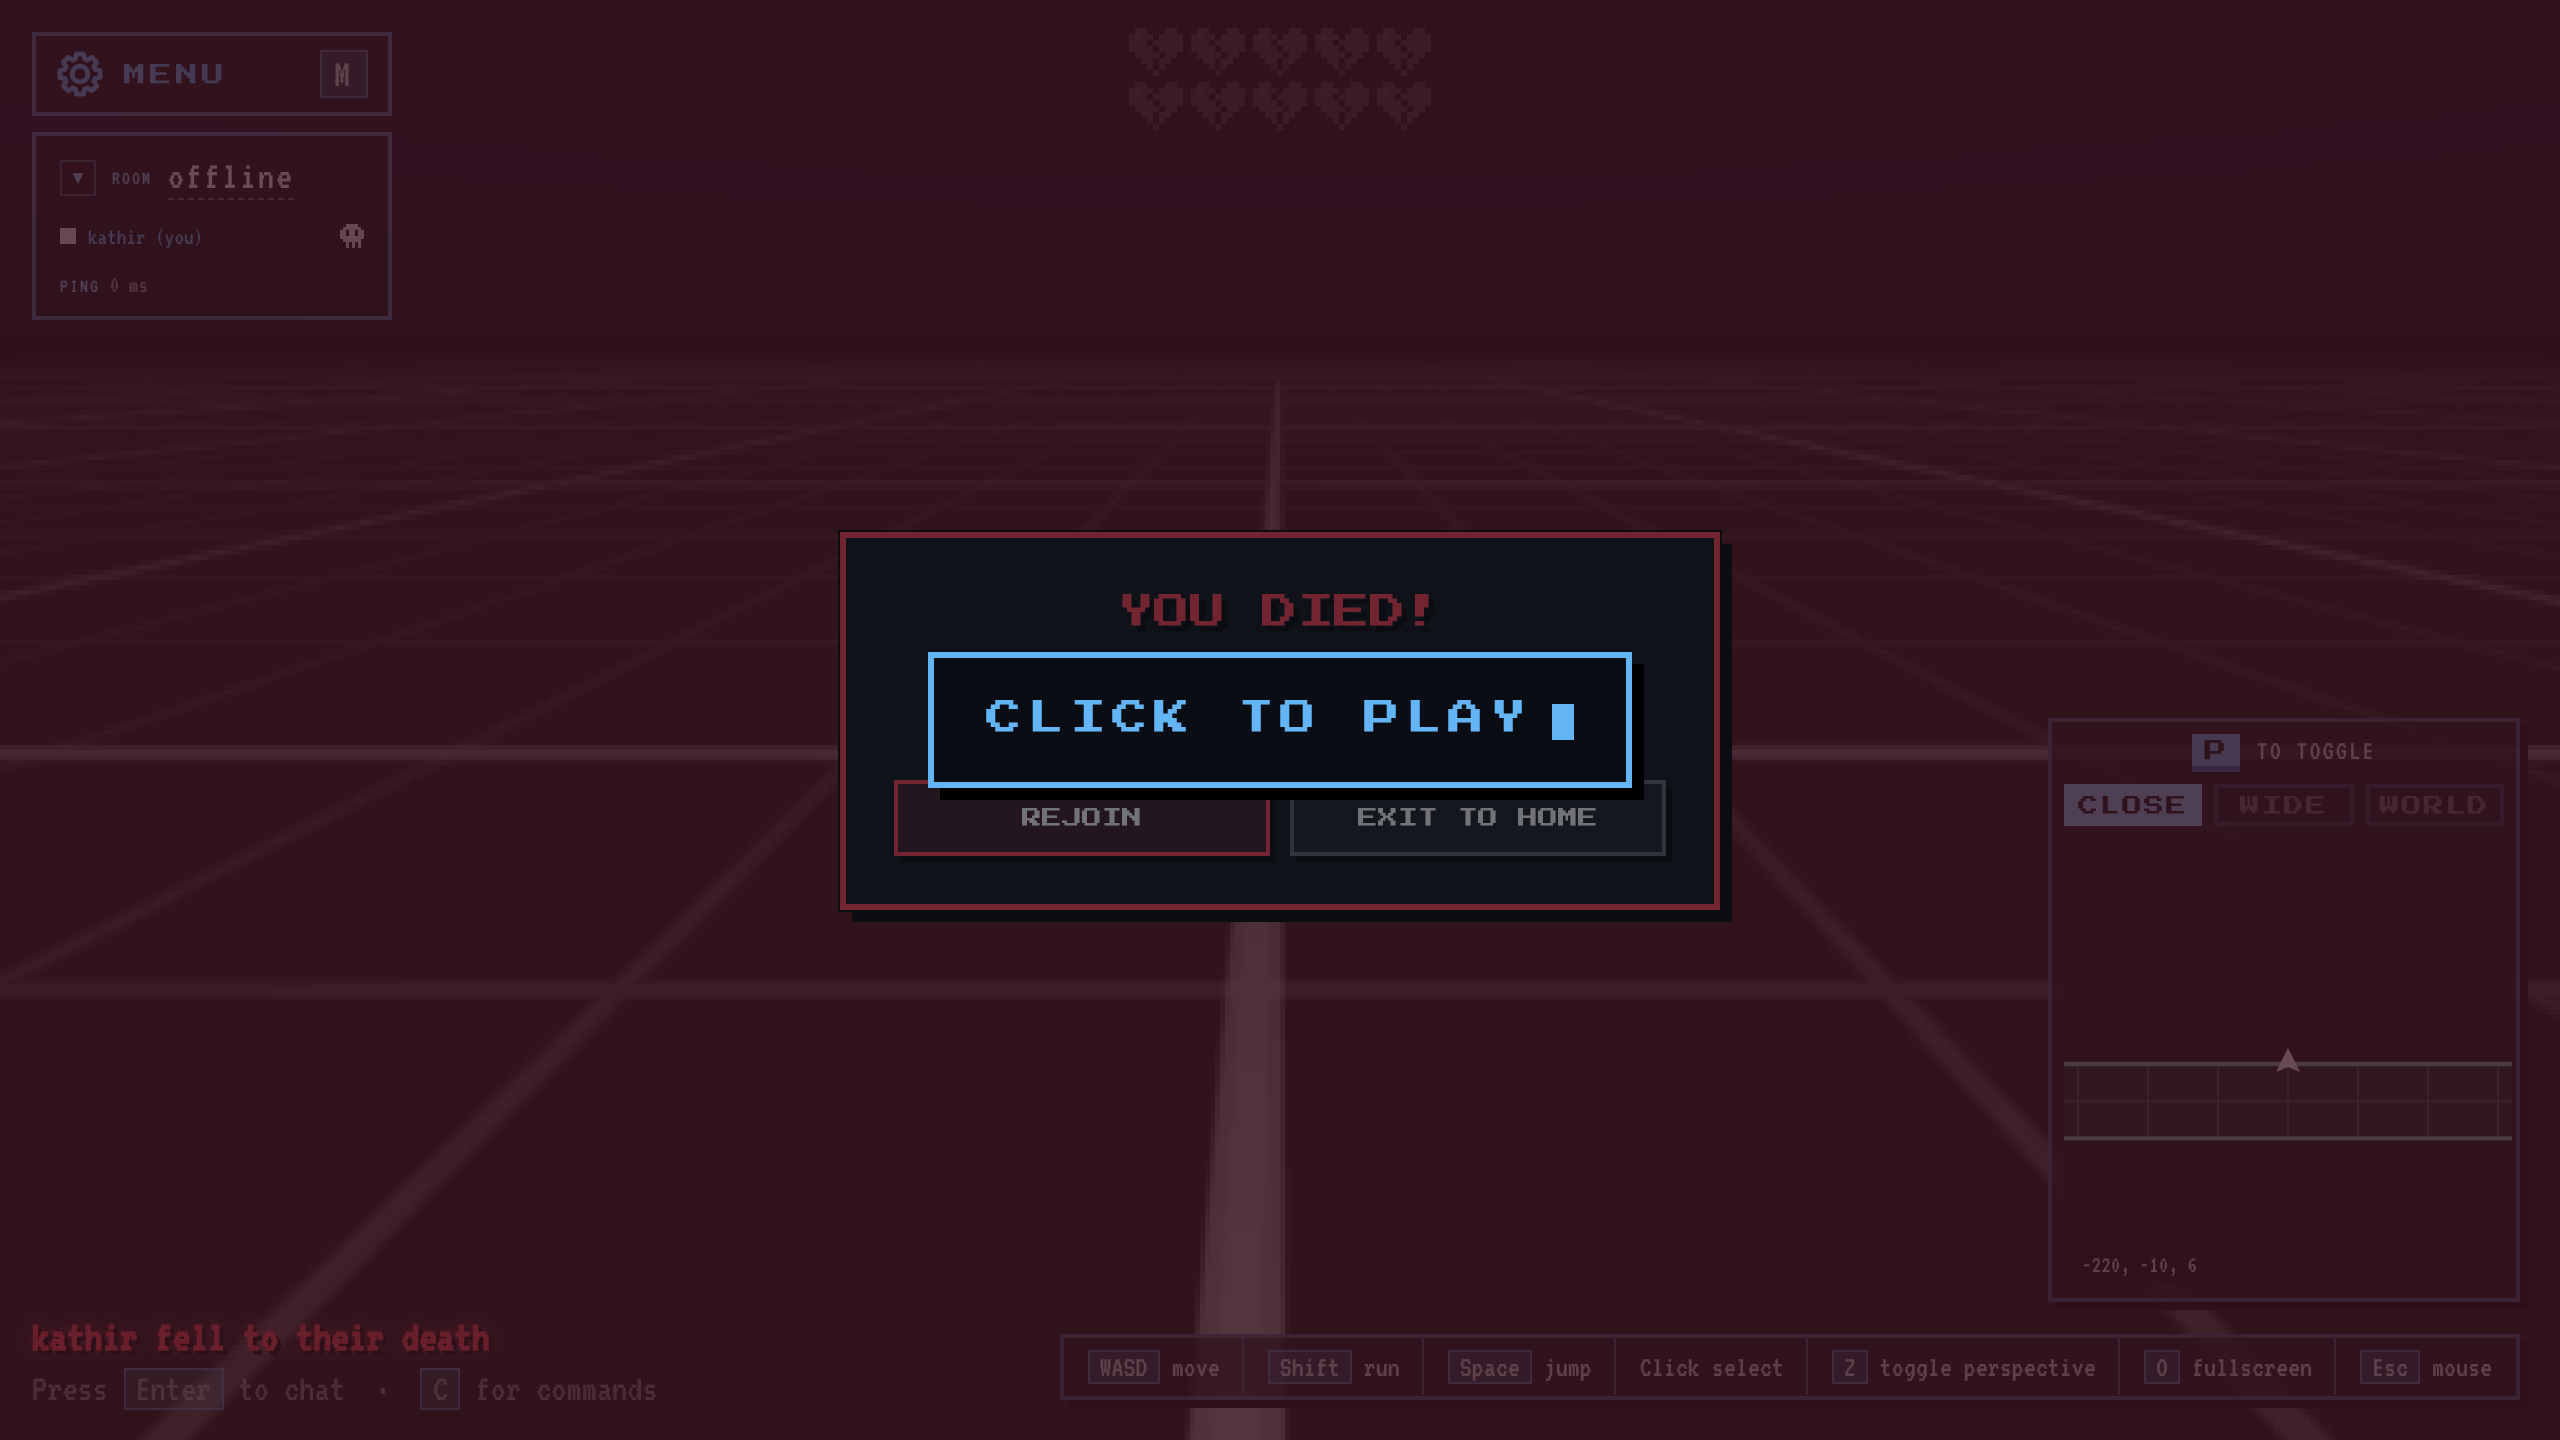 MENU M
ROOM offline
kathir (you)
PING 0 ms
YOU DIED!
CLICK TO PLAY
REJOIN
EXIT TO HOME
P TO TOGGLE
CLOSE WIDE WORLD
-220, -10, 6
kathir fell to their death
Press Enter to chat · C for commands
WASD move Shift run Space jump Click select Z toggle perspective O fullscreen Esc mouse